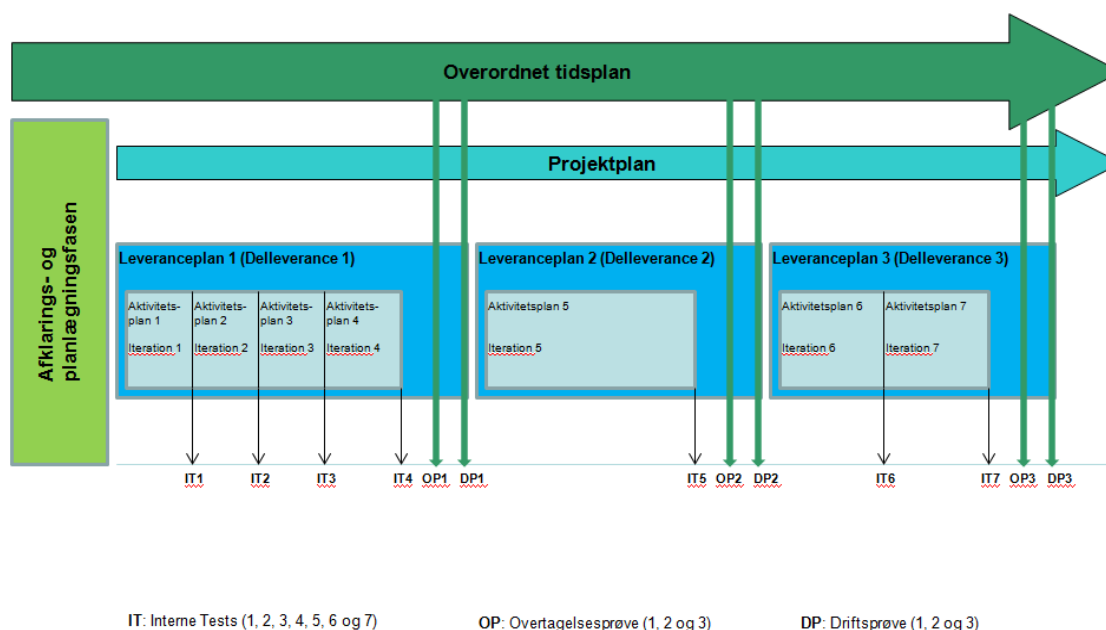 Overordnet tidsplan
Afklarings- og
planlægningsfasen
Projektplan
Leveranceplan 1 (Delleverance 1)
Aktivitets-
plan 1
Iteration 1
Aktivitets-
plan 2
Iteration 2
Aktivitets-
plan 3
Iteration 3
Aktivitets-
plan 4
Iteration 4
Leveranceplan 2 (Delleverance 2)
Aktivitetsplan 5
Iteration 5
Leveranceplan 3 (Delleverance 3)
Aktivitetsplan 6
Iteration 6
Aktivitetsplan 7
Iteration 7
IT1 IT2 IT3 IT4 OP1 DP1 IT5 OP2 DP2 IT6 IT7 OP3 DP3
IT: Interne Tests (1, 2, 3, 4, 5, 6 og 7) OP: Overtagelsesprøve (1, 2 og 3) DP: Driftsprøve (1, 2 og 3)